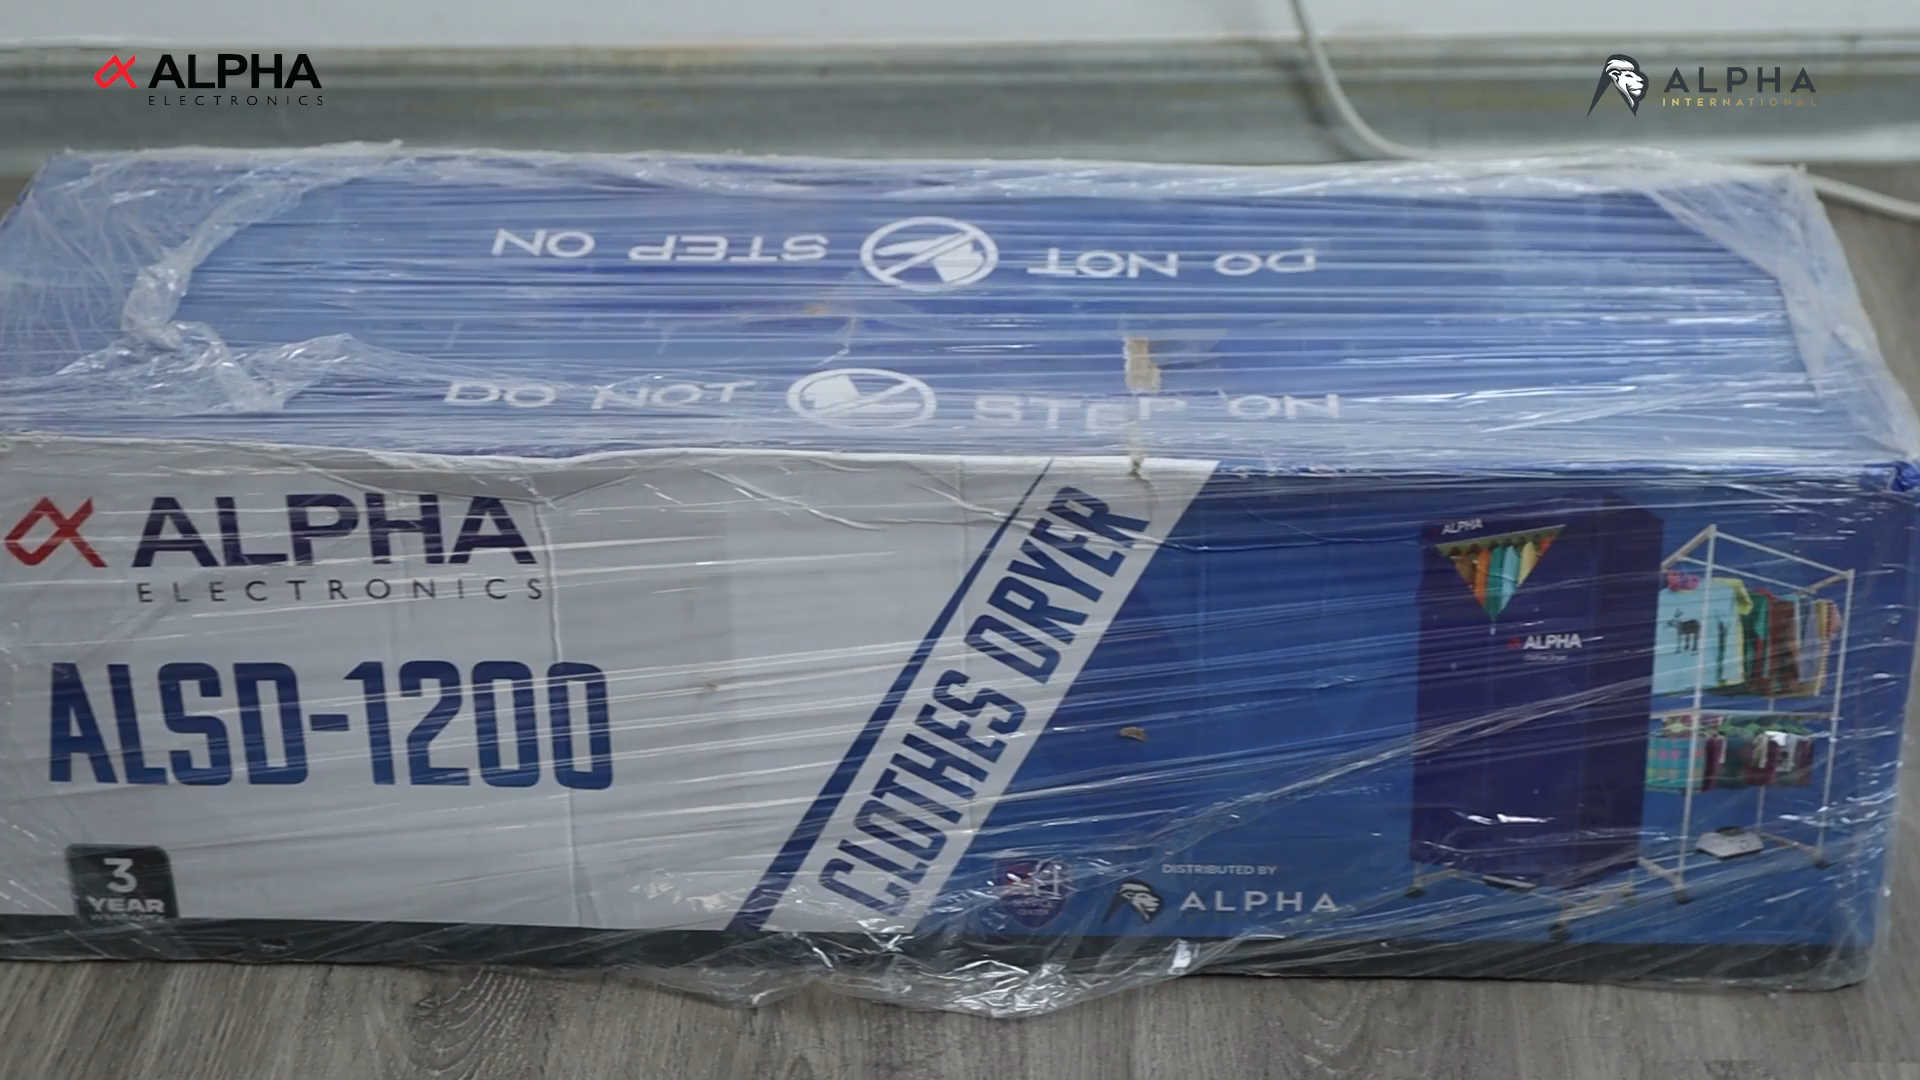 ALPHA
ELECTRONICS
ALPHA
INTERNATIONAL
DO NOT STEP ON
DO NOT STEP ON
ALPHA
ELECTRONICS
ALSD-1200
CLOTHES DRYER
ALPHA
ALPHA
3
YEAR
WARRANTY
DISTRIBUTED BY
ALPHA